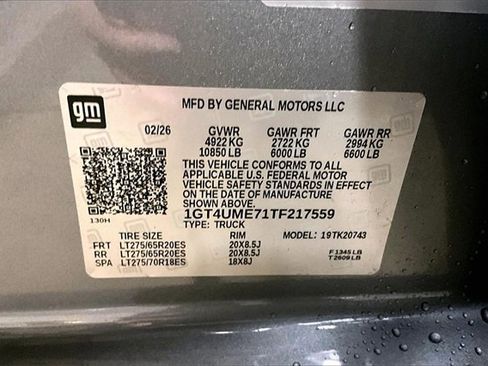 gm
MFD BY GENERAL MOTORS LLC
02/26 GVWR GAWR FRT GAWR RR
4922 KG 2722 KG 2994 KG
10850 LB 6000 LB 6600 LB
THIS VEHICLE CONFORMS TO ALL
APPLICABLE U.S. FEDERAL MOTOR
VEHICLE SAFETY STANDARDS IN EFFECT
ON THE DATE OF MANUFACTURE
SHOWN ABOVE.
130H
1GT4UME71TF217559
TYPE: TRUCK
TIRE SIZE RIM MODEL: 19TK20743
FRT LT275/65R20ES 20X8.5J F 1345 LB
RR LT275/65R20ES 20X8.5J T 2609 LB
SPA LT275/70R18ES 18X8J